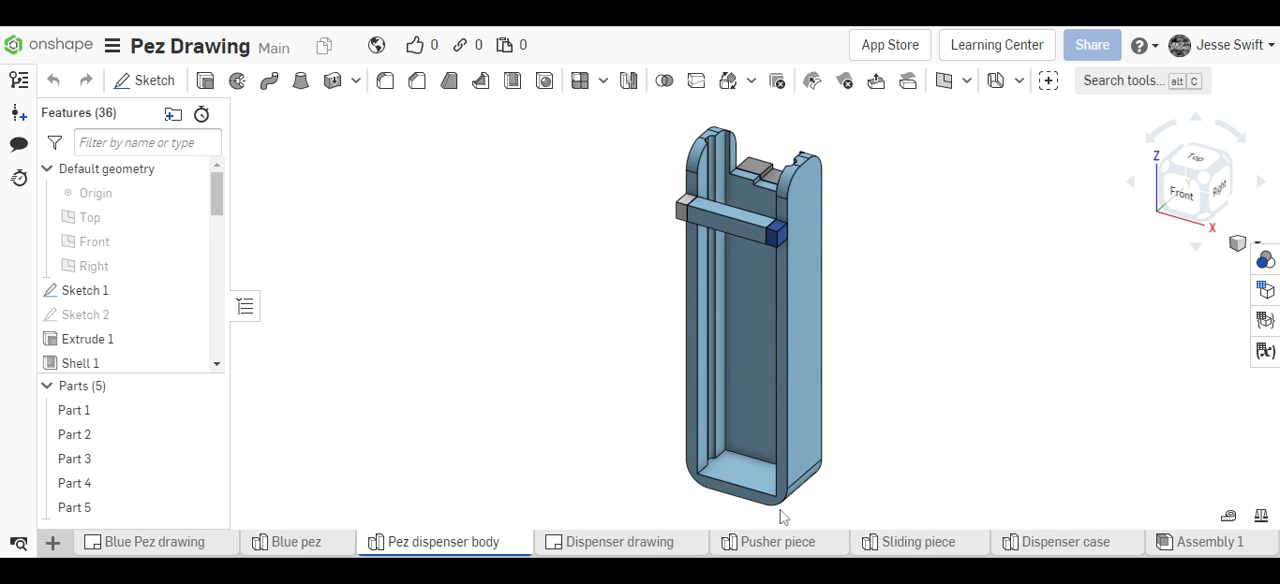 onshape Pez Drawing Main 0 0 0 App Store Learning Center Share Jesse Swift
Sketch Search tools... alt C
Features (36)
Filter by name or type
Default geometry
Origin
Top
Front
Right
Sketch 1
Sketch 2
Extrude 1
Shell 1
Parts (5)
Part 1
Part 2
Part 3
Part 4
Part 5
Z
Top
Front Right
X
Blue Pez drawing Blue pez Pez dispenser body Dispenser drawing Pusher piece Sliding piece Dispenser case Assembly 1